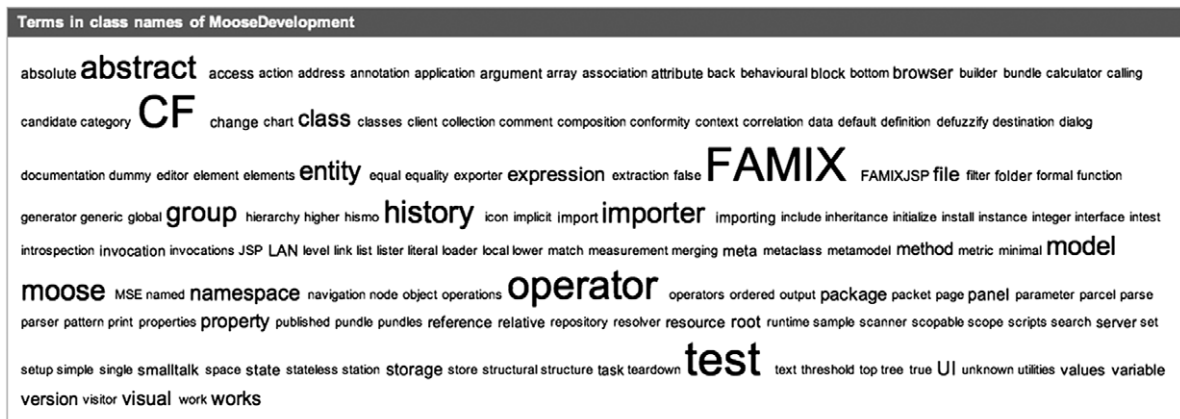 Terms in class names of MooseDevelopment
absolute abstract access action address annotation application argument array association attribute back behavioural block bottom browser builder bundle calculator calling
candidate category CF change chart class classes client collection comment composition conformity context correlation data default definition defuzzify destination dialog
documentation dummy editor element elements entity equal equality exporter expression extraction false FAMIX FAMIXJSP file filter folder formal function
generator generic global group hierarchy higher hismo history icon implicit import importer importing include inheritance initialize install instance integer interface intest
introspection invocation invocations JSP LAN level link list lister literal loader local lower match measurement merging meta metaclass metamodel method metric minimal model
moose MSE named namespace navigation node object operations operator operators ordered output package packet page panel parameter parcel parse
parser pattern print properties property published pundle pundles reference relative repository resolver resource root runtime sample scanner scopable scope scripts search server set
setup simple single smalltalk space state stateless station storage store structural structure task teardown test text threshold top tree true UI unknown utilities values variable
version visitor visual work works